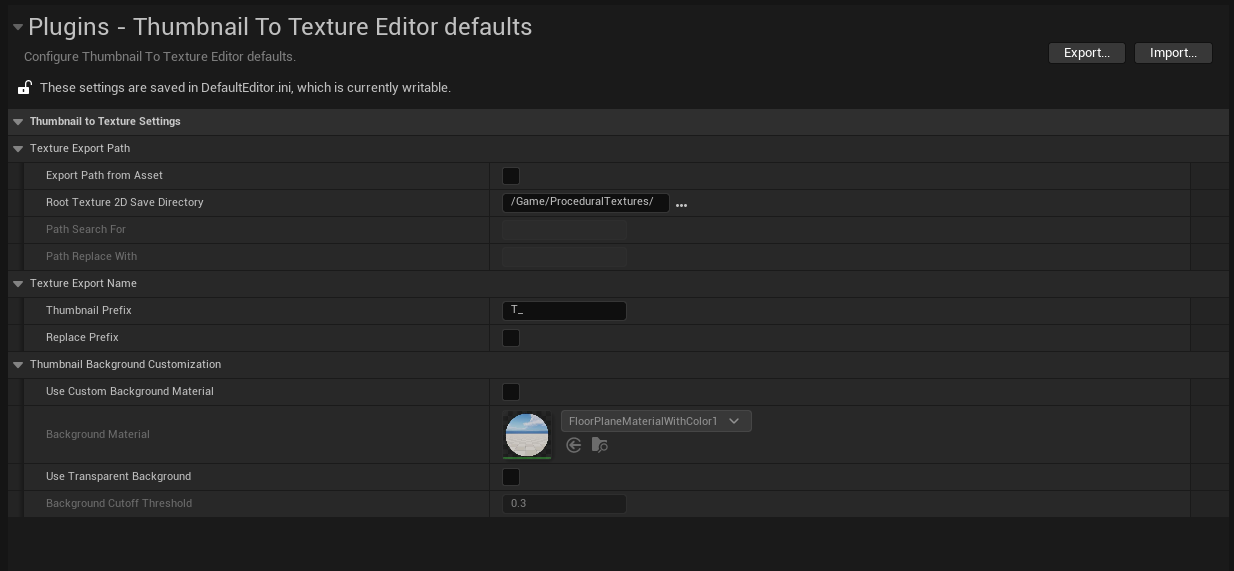 Plugins - Thumbnail To Texture Editor defaults
Configure Thumbnail To Texture Editor defaults.
Export...
Import...
These settings are saved in DefaultEditor.ini, which is currently writable.
Thumbnail to Texture Settings
Texture Export Path
Export Path from Asset
Root Texture 2D Save Directory
/Game/ProceduralTextures/
...
Path Search For
Path Replace With
Texture Export Name
Thumbnail Prefix
T_
Replace Prefix
Thumbnail Background Customization
Use Custom Background Material
Background Material
FloorPlaneMaterialWithColor1
Use Transparent Background
Background Cutoff Threshold
0.3